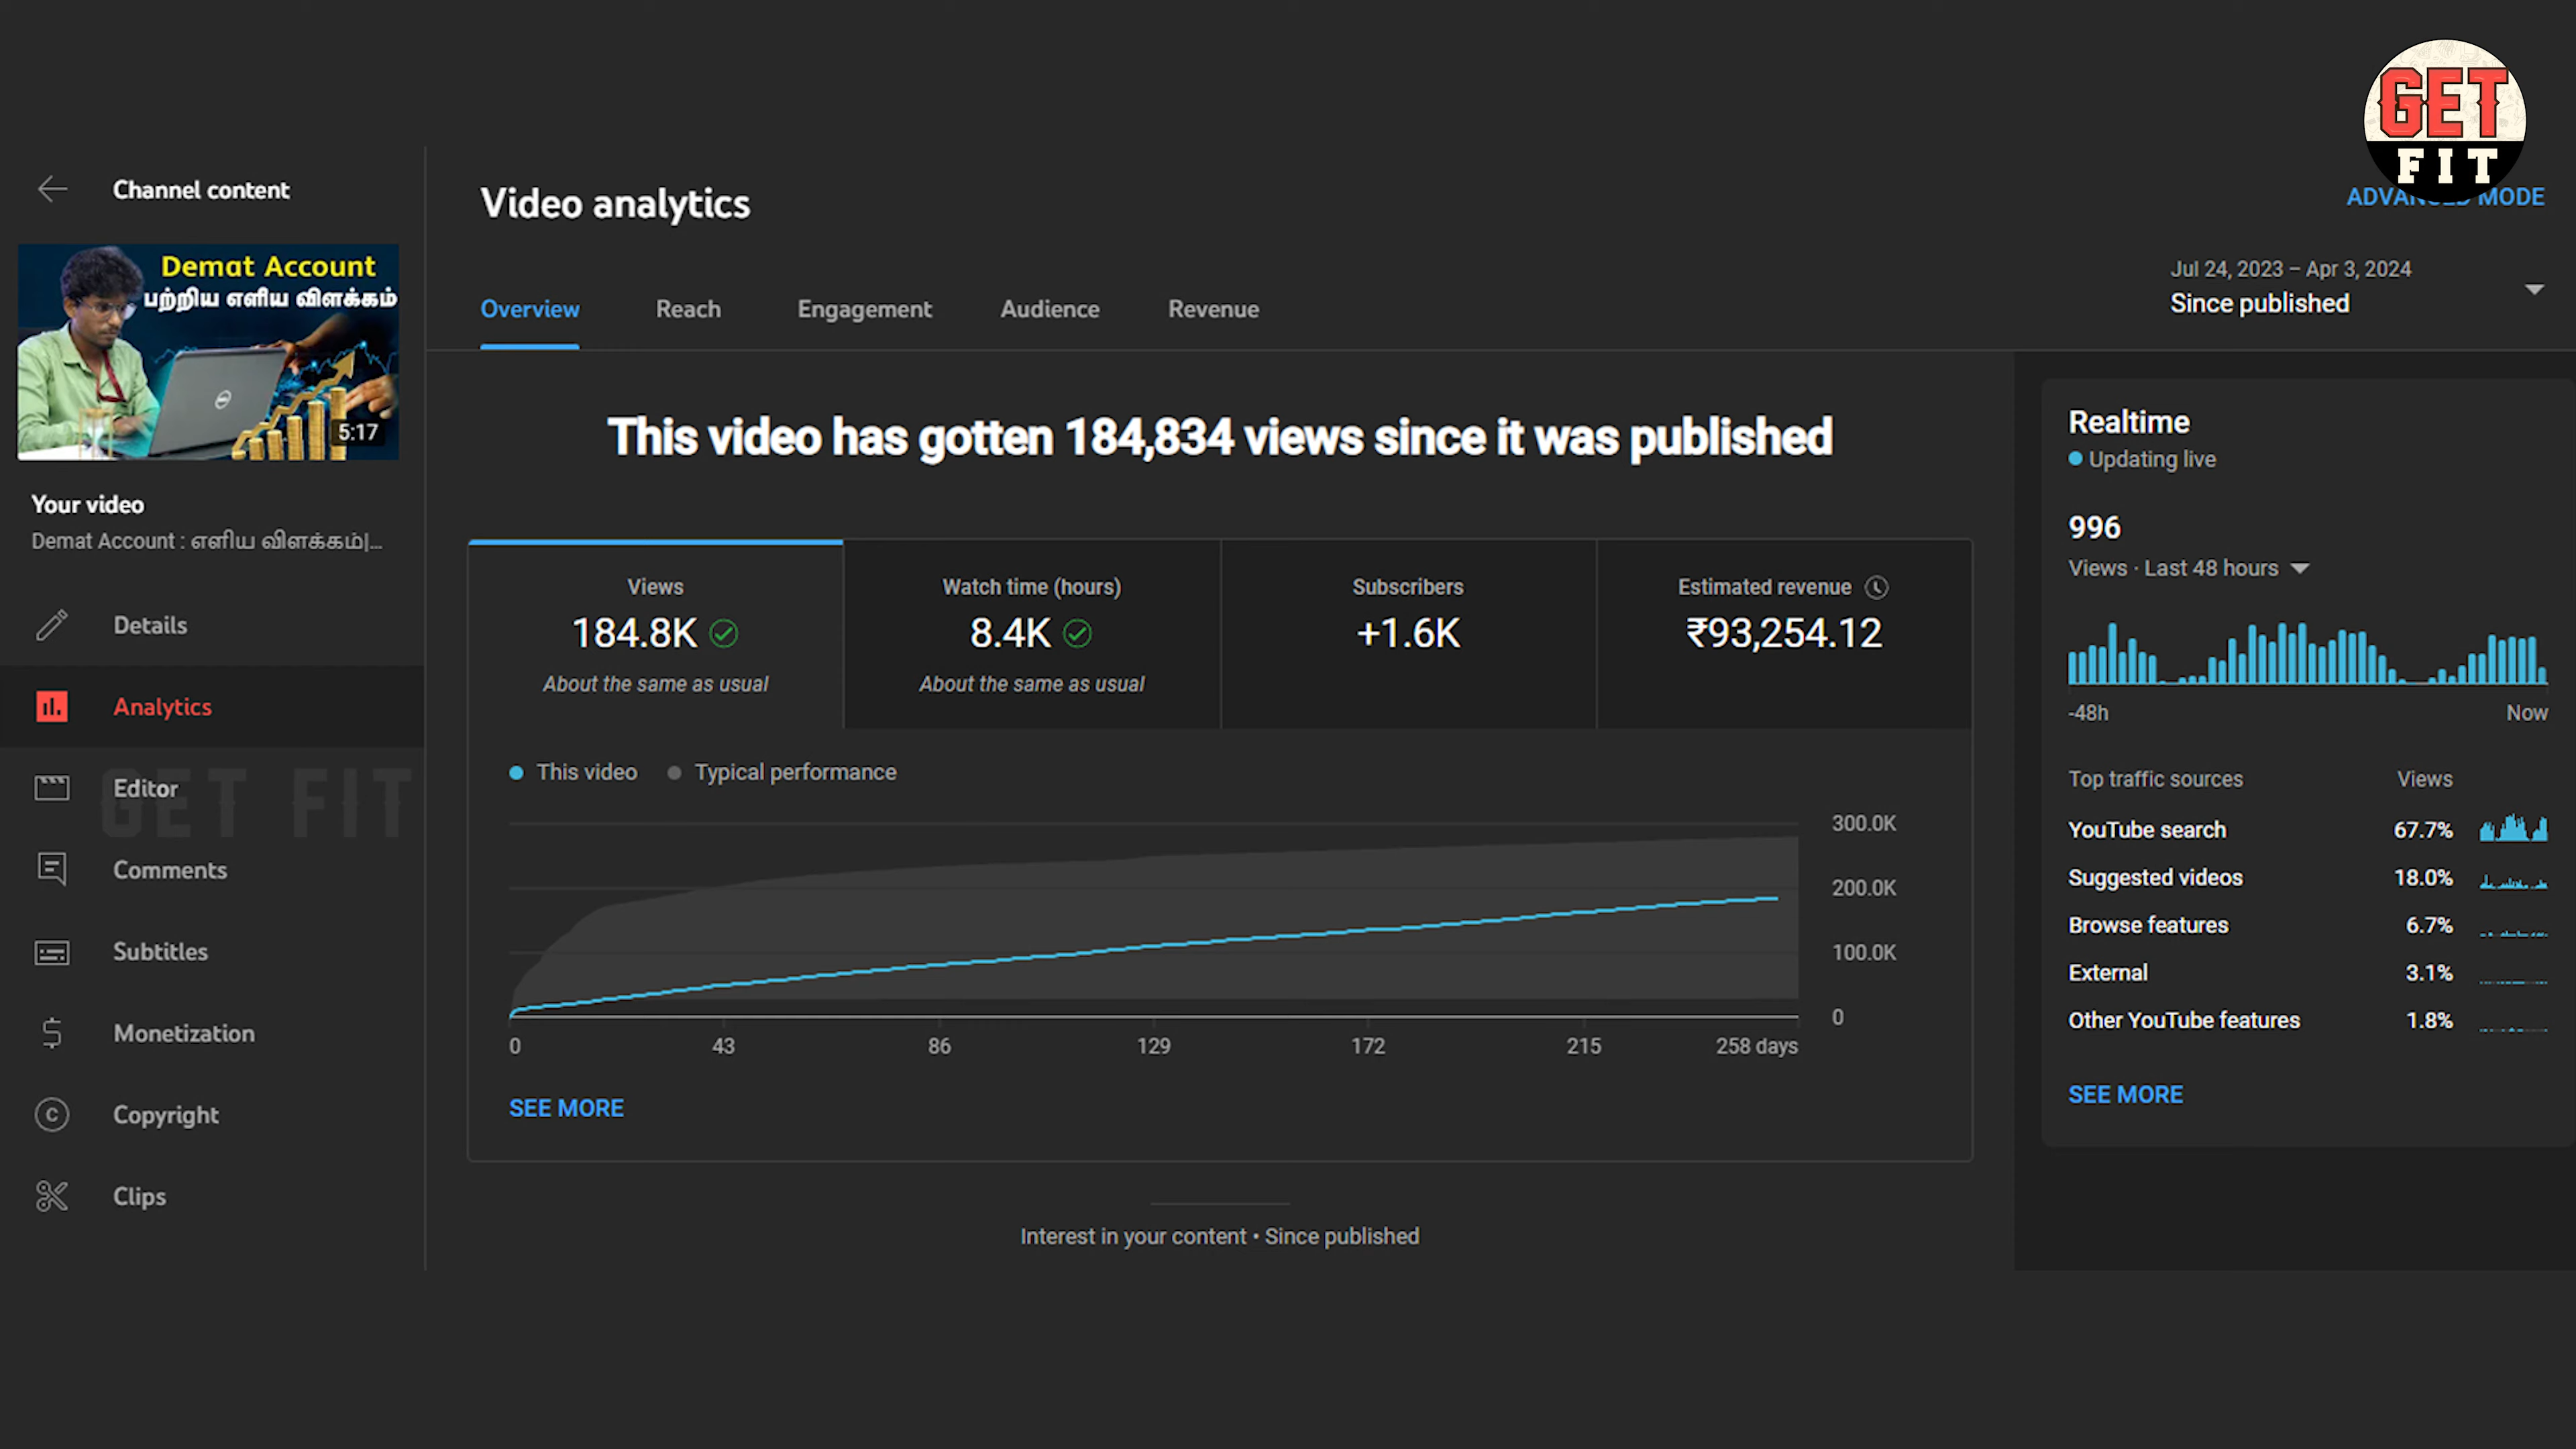 GET
FIT
Channel content
Video analytics
ADVANCED MODE
Demat Account
பற்றிய எளிய விளக்கம்
5:17
Overview
Reach
Engagement
Audience
Revenue
Jul 24, 2023 – Apr 3, 2024
Since published
This video has gotten 184,834 views since it was published
Your video
Demat Account : எளிய விளக்கம்|...
Details
Analytics
Editor
GET FIT
Comments
Subtitles
Monetization
Copyright
Clips
Views
184.8K
About the same as usual
Watch time (hours)
8.4K
About the same as usual
Subscribers
+1.6K
Estimated revenue
₹93,254.12
This video
Typical performance
300.0K
200.0K
100.0K
0
0 43 86 129 172 215 258 days
SEE MORE
Interest in your content • Since published
Realtime
Updating live
996
Views · Last 48 hours
-48h Now
Top traffic sources Views
YouTube search 67.7%
Suggested videos 18.0%
Browse features 6.7%
External 3.1%
Other YouTube features 1.8%
SEE MORE